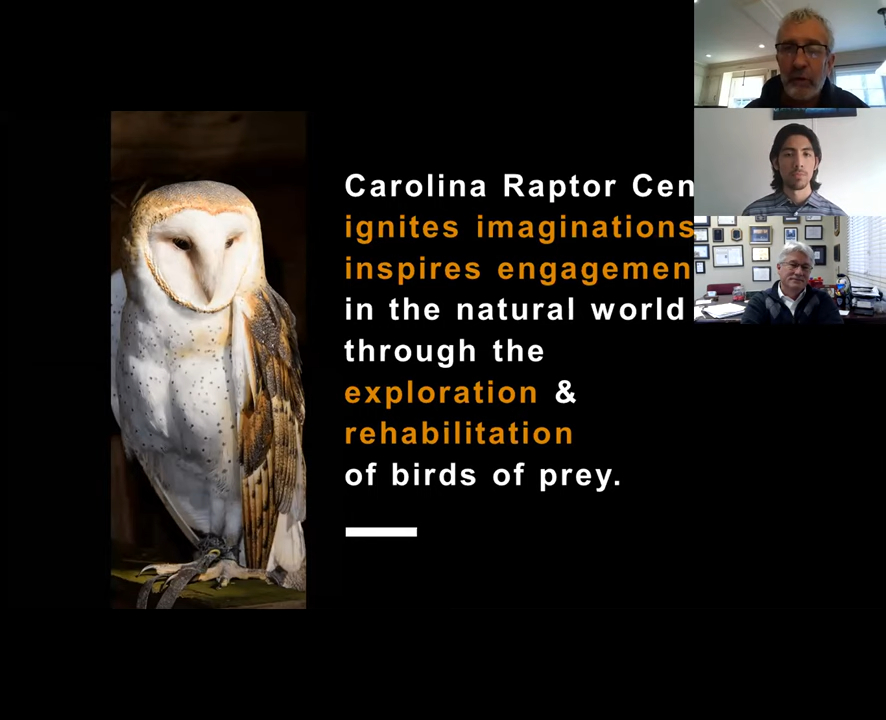 Carolina Raptor Cen
ignites imaginations
inspires engagemen
in the natural world
through the
exploration &
rehabilitation
of birds of prey.